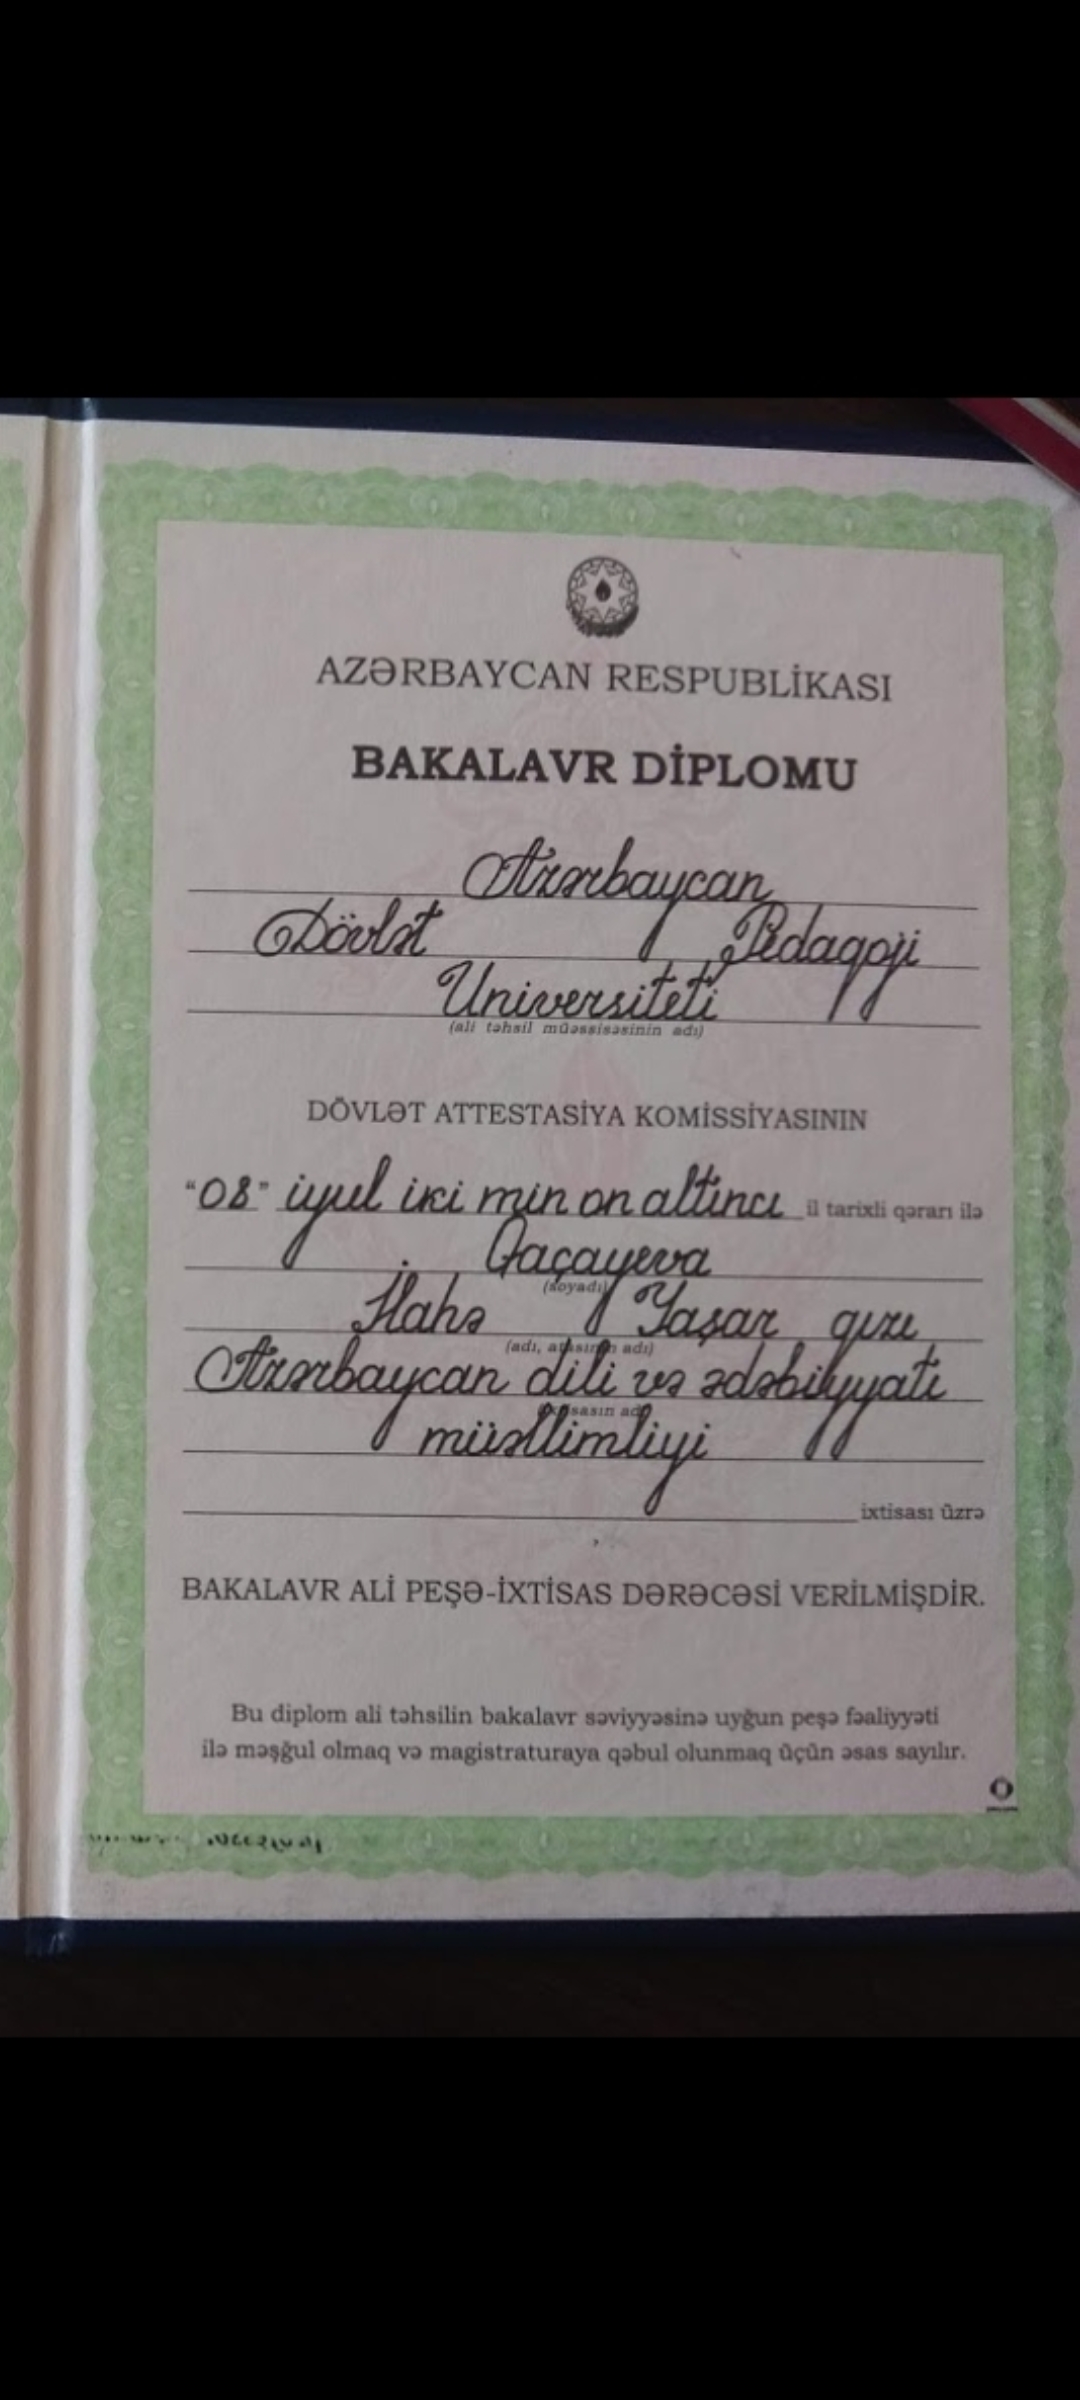 AZƏRBAYCAN RESPUBLİKASI
BAKALAVR DİPLOMU
Azərbaycan
Dövlət Pedaqoji
Universiteti
(ali təhsil müəssisəsinin adı)
DÖVLƏT ATTESTASİYA KOMİSSİYASININ
"08" iyul iki min on altıncı il tarixli qərarı ilə
Qaçayeva
(soyadı)
İlahə Yaşar qızı
(adı, atasının adı)
Azərbaycan dili və ədəbiyyatı
müəllimliyi
ixtisası üzrə
BAKALAVR ALİ PEŞƏ-İXTİSAS DƏRƏCƏSİ VERİLMİŞDİR.
Bu diplom ali təhsilin bakalavr səviyyəsinə uyğun peşə fəaliyyəti
ilə məşğul olmaq və magistraturaya qəbul olunmaq üçün əsas sayılır.